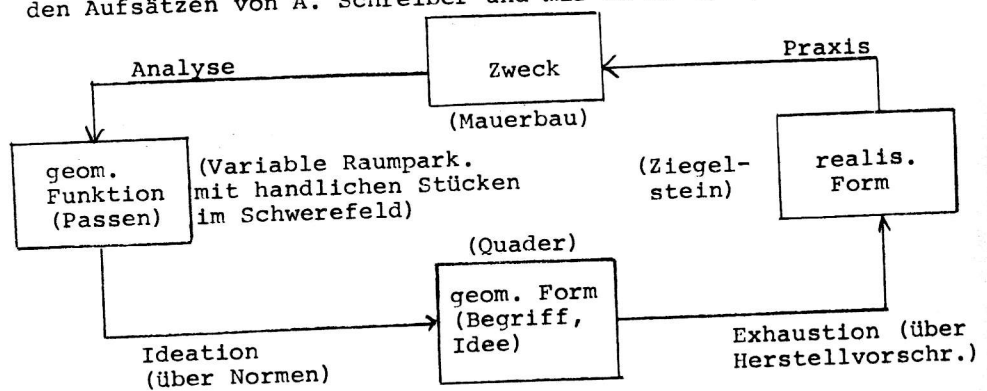 den Aufsätzen von A. Schreiber und
Praxis
Analyse
Zweck
(Mauerbau)
geom.
Funktion
(Passen)
(Variable Raumpark.
mit handlichen Stücken
im Schwerefeld)
(Ziegel-
stein)
realis.
Form
(Quader)
geom. Form
(Begriff,
Idee)
Ideation
(über Normen)
Exhaustion (über
Herstellvorschr.)